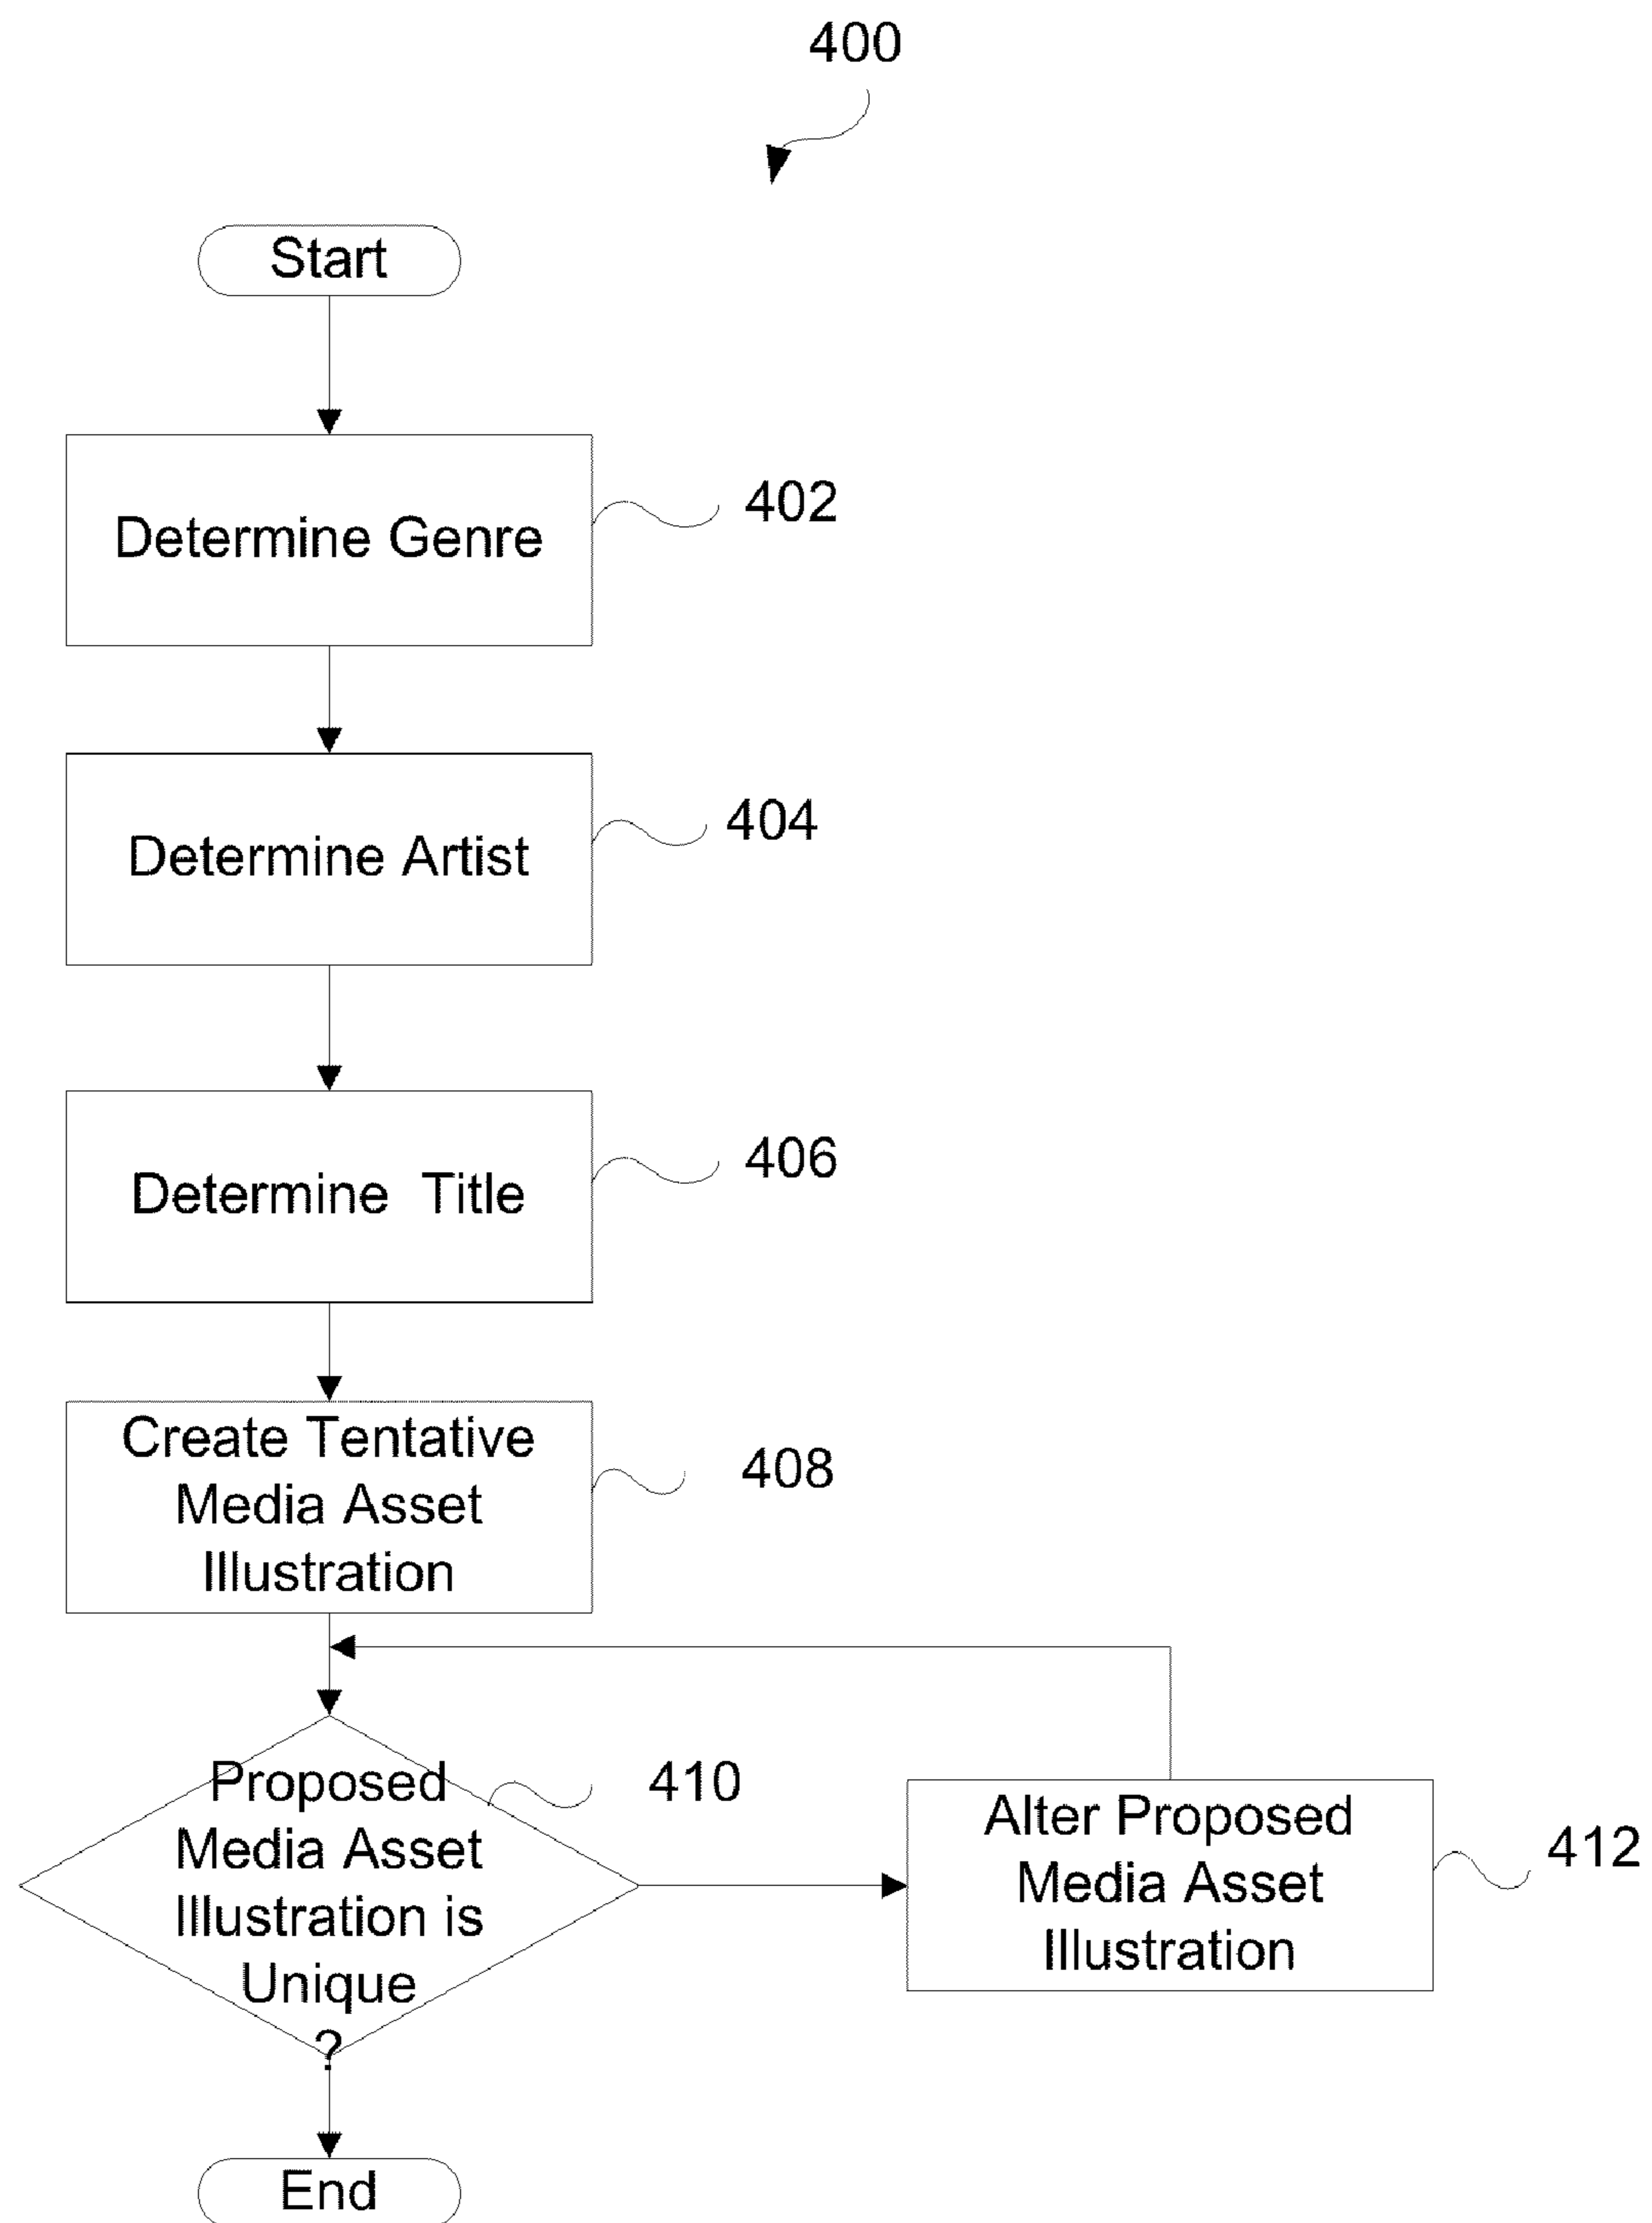 400
Start
Determine Genre
402
Determine Artist
404
Determine Title
406
Create Tentative
Media Asset
Illustration
408
Proposed
Media Asset
Illustration is
Unique
?
410
Alter Proposed
Media Asset
Illustration
412
End